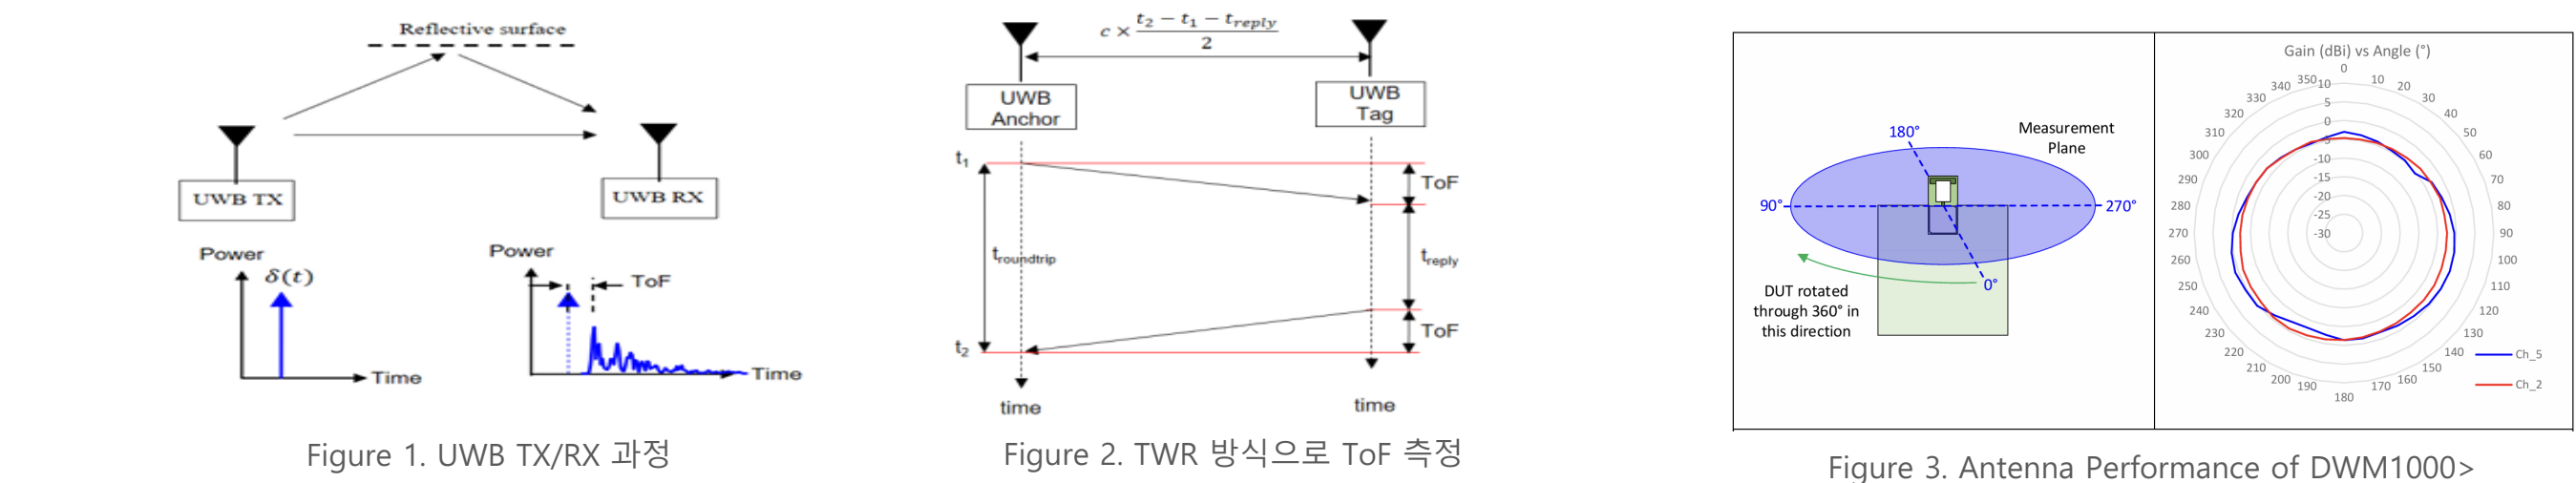 Reflective surface
UWB TX
UWB RX
Power
δ(t)
Time
Power
ToF
Time
Figure 1. UWB TX/RX 과정
c × (t2 − t1 − treply) / 2
UWB
Anchor
UWB
Tag
t1
ToF
troundtrip
treply
t2
ToF
time
time
Figure 2. TWR 방식으로 ToF 측정
180°
Measurement
Plane
90°
270°
0°
DUT rotated
through 360° in
this direction
Gain (dBi) vs Angle (°)
0
10
20
30
40
50
60
70
80
90
100
110
120
130
140
150
160
170
180
190
200
210
220
230
240
250
260
270
280
290
300
310
320
330
340
350
10
5
0
-5
-10
-15
-20
-25
-30
Ch_5
Ch_2
Figure 3. Antenna Performance of DWM1000>